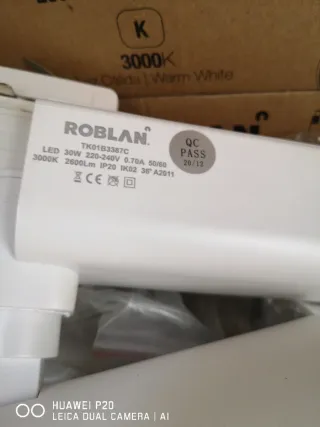 K
3000K
Warm White
ROBLAN
TK01B3367C
LED 30W 220-240V 0.70A 50/60
3000K 2600Lm IP20 IK02 36° A2011
QC
PASS
20/12
HUAWEI P20
LEICA DUAL CAMERA | AI